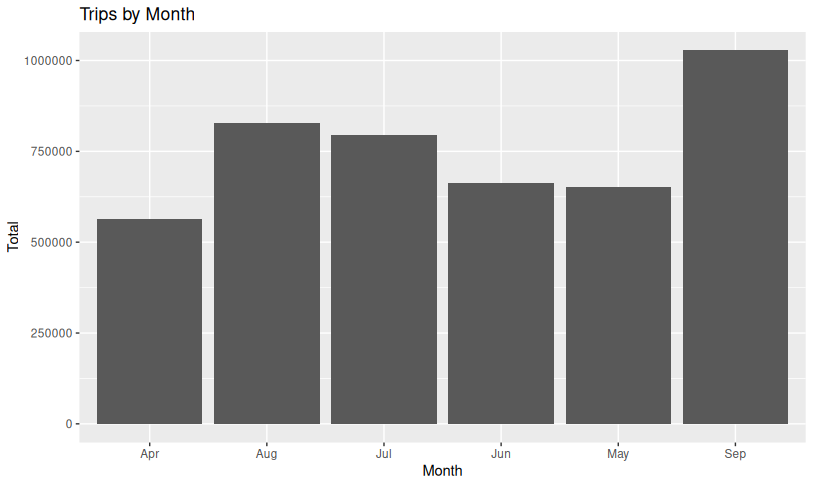 Trips by Month
1000000
750000
500000
250000
0
Total
Apr Aug Jul Jun May Sep
Month